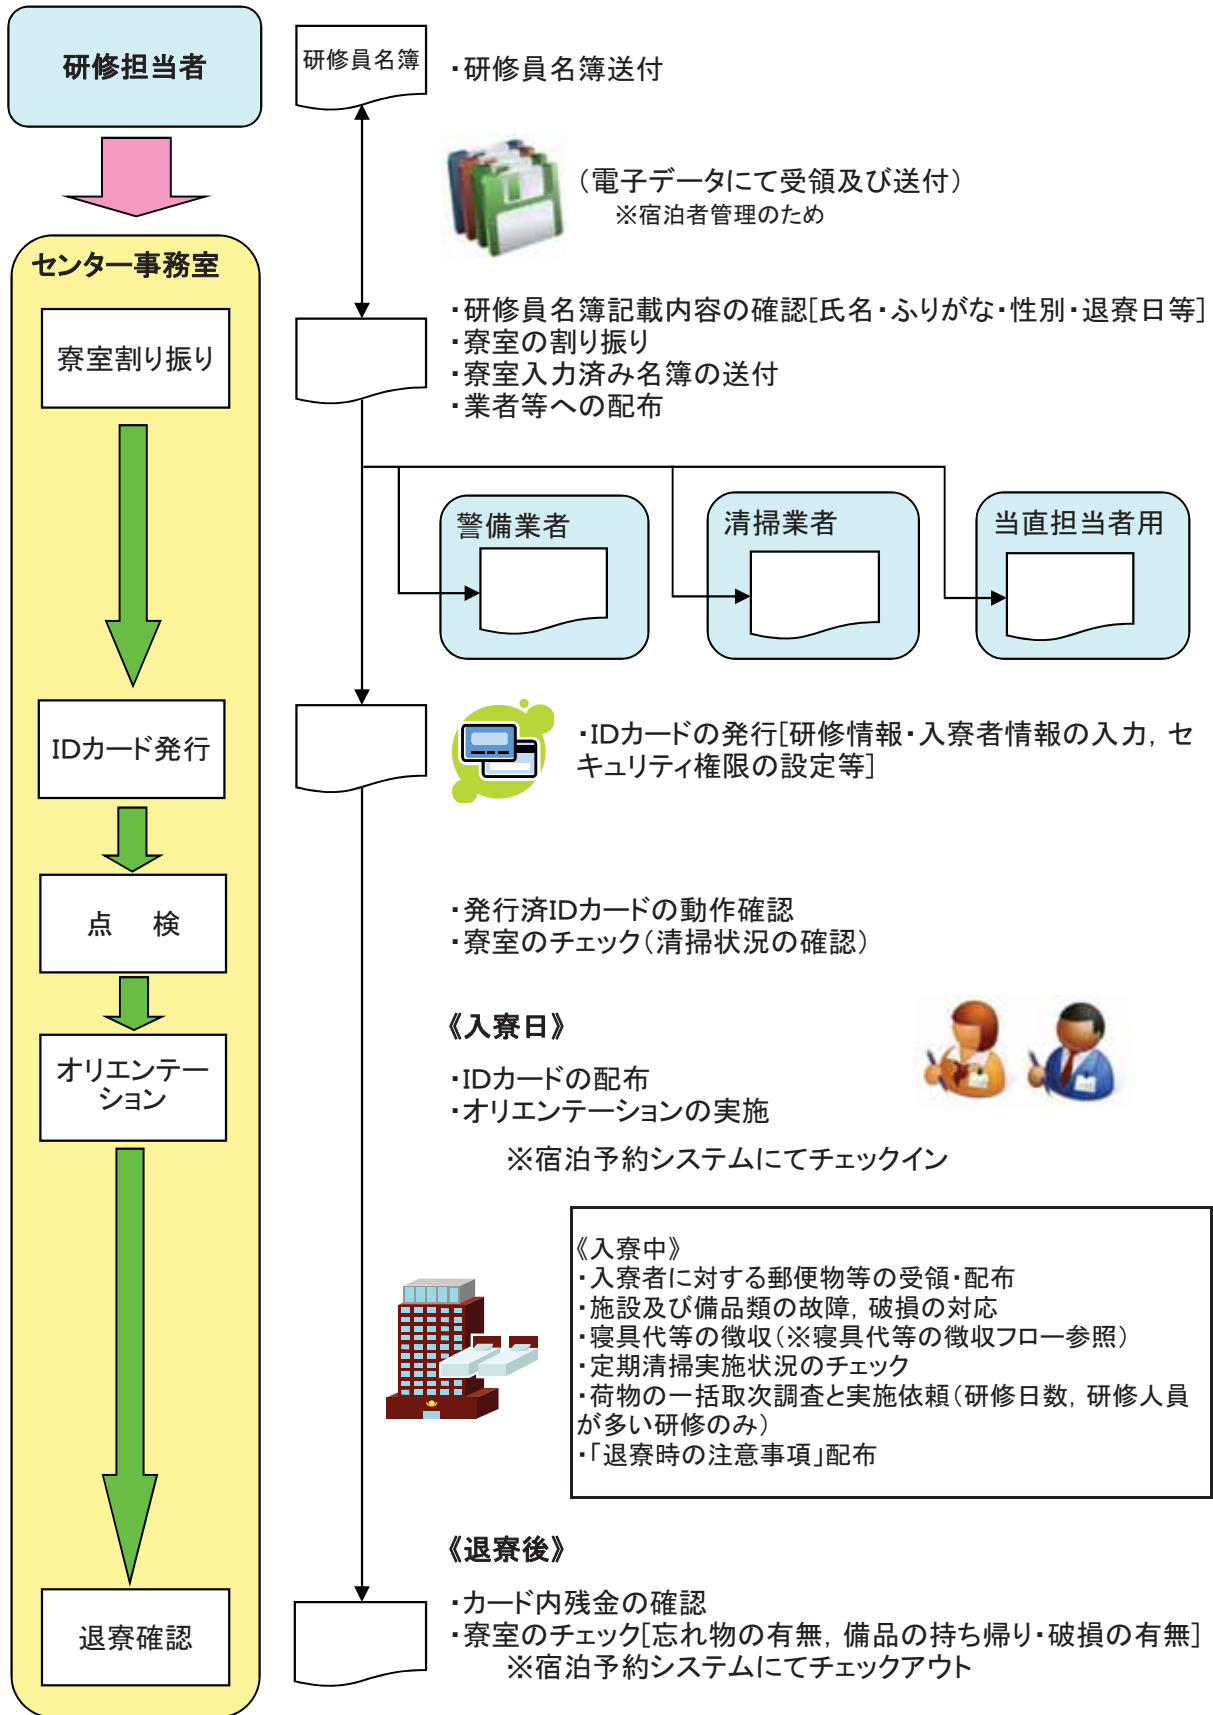 研修担当者
研修員名簿
・研修員名簿送付
（電子データにて受領及び送付）
※宿泊者管理のため
センター事務室
寮室割り振り
・研修員名簿記載内容の確認[氏名・ふりがな・性別・退寮日等]
・寮室の割り振り
・寮室入力済み名簿の送付
・業者等への配布
警備業者
清掃業者
当直担当者用
IDカード発行
・IDカードの発行[研修情報・入寮者情報の入力，セ
キュリティ権限の設定等]
点　検
・発行済IDカードの動作確認
・寮室のチェック（清掃状況の確認）
オリエンテー
ション
《入寮日》
・IDカードの配布
・オリエンテーションの実施
※宿泊予約システムにてチェックイン
《入寮中》
・入寮者に対する郵便物等の受領・配布
・施設及び備品類の故障，破損の対応
・寝具代等の徴収（※寝具代等の徴収フロー参照）
・定期清掃実施状況のチェック
・荷物の一括取次調査と実施依頼（研修日数，研修人員
が多い研修のみ）
・「退寮時の注意事項」配布
退寮確認
《退寮後》
・カード内残金の確認
・寮室のチェック[忘れ物の有無，備品の持ち帰り・破損の有無]
※宿泊予約システムにてチェックアウト